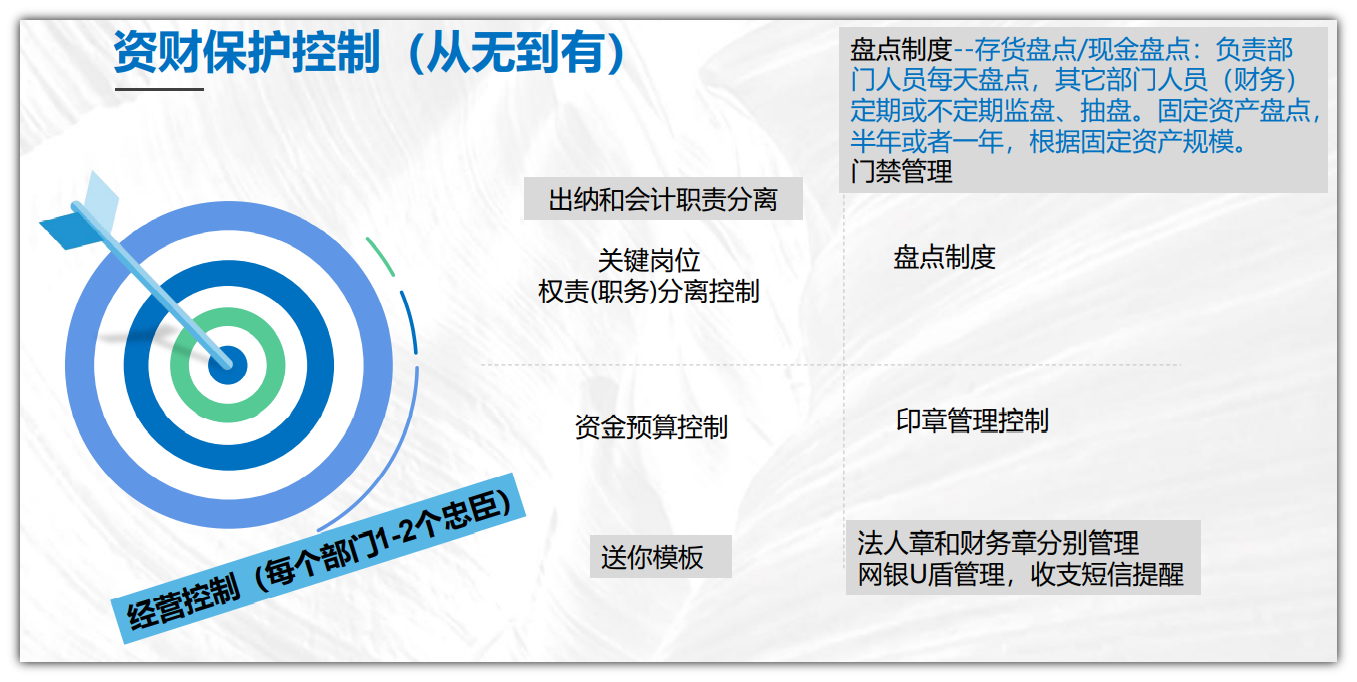 资财保护控制（从无到有）
盘点制度--存货盘点/现金盘点：负责部
门人员每天盘点，其它部门人员（财务）
定期或不定期监盘、抽盘。固定资产盘点，
半年或者一年，根据固定资产规模。
门禁管理
出纳和会计职责分离
关键岗位
权责(职务)分离控制
盘点制度
资金预算控制
印章管理控制
经营控制（每个部门1-2个忠臣）
送你模板
法人章和财务章分别管理
网银U盾管理，收支短信提醒